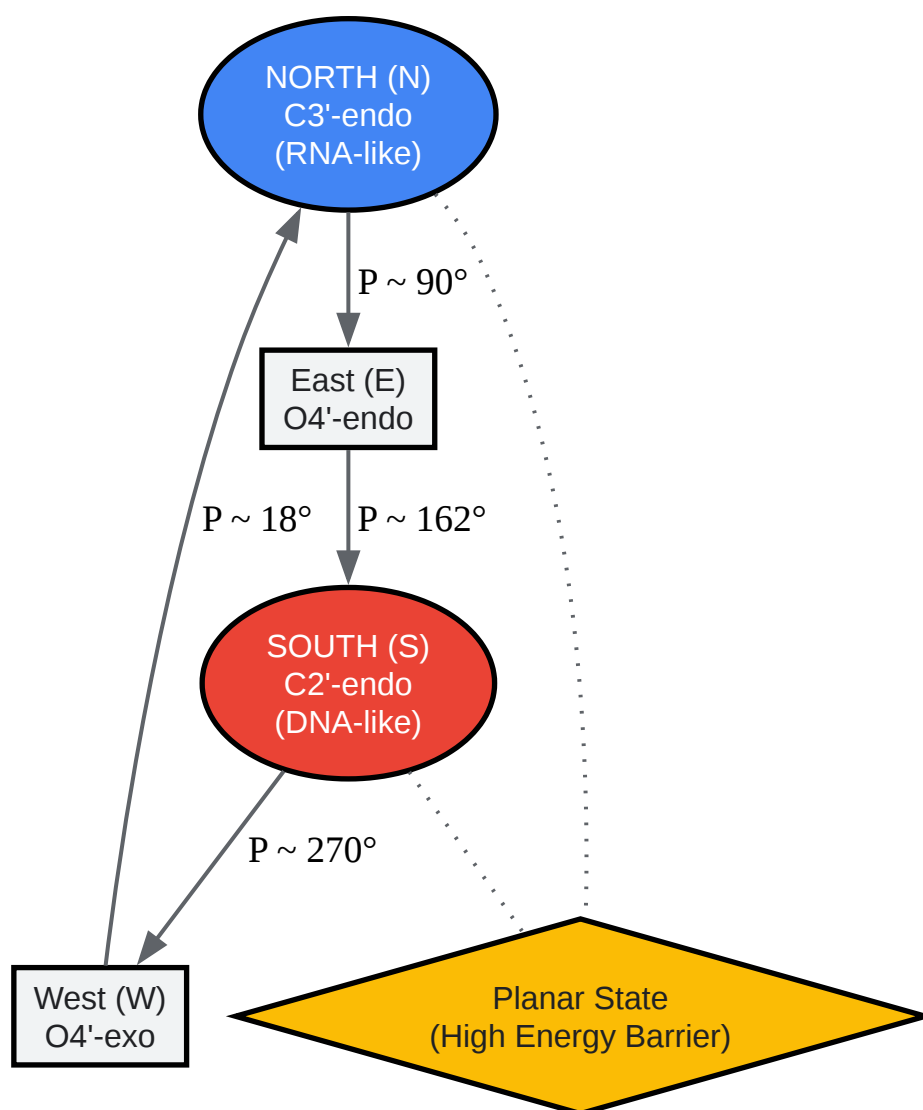 NORTH (N)
C3'-endo
(RNA-like)
P ~ 90°
East (E)
O4'-endo
P ~ 18°
P ~ 162°
SOUTH (S)
C2'-endo
(DNA-like)
P ~ 270°
West (W)
O4'-exo
Planar State
(High Energy Barrier)